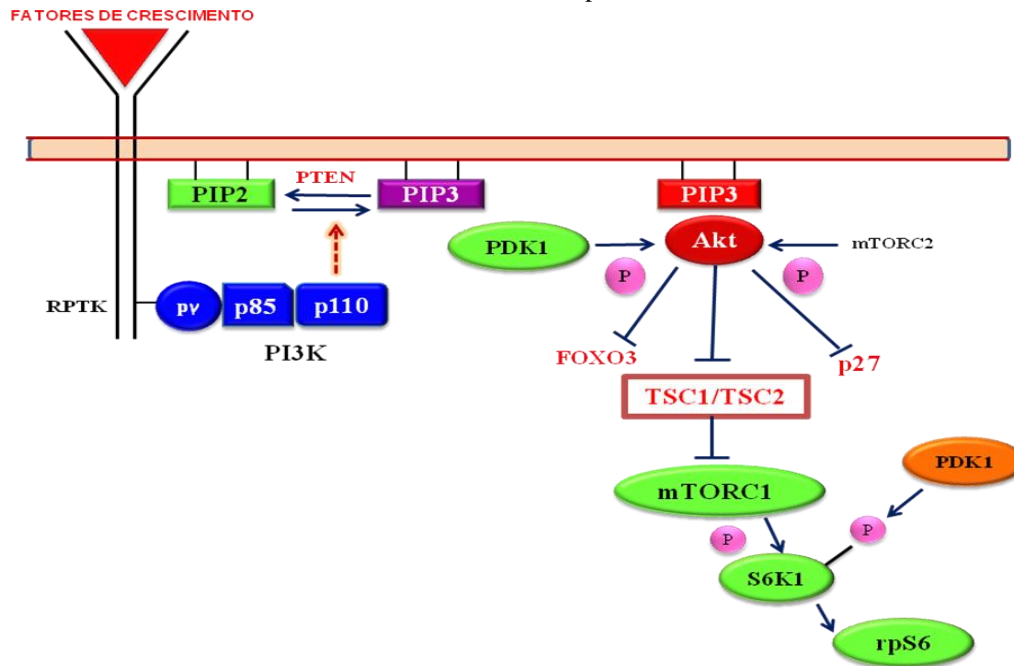 FATORES DE CRESCIMENTO
PTEN
PIP2
PIP3
PIP3
PDK1
Akt
mTORC2
P
P
RPTK
pγ
p85
p110
PI3K
FOXO3
p27
TSC1/TSC2
PDK1
mTORC1
P
P
S6K1
rpS6